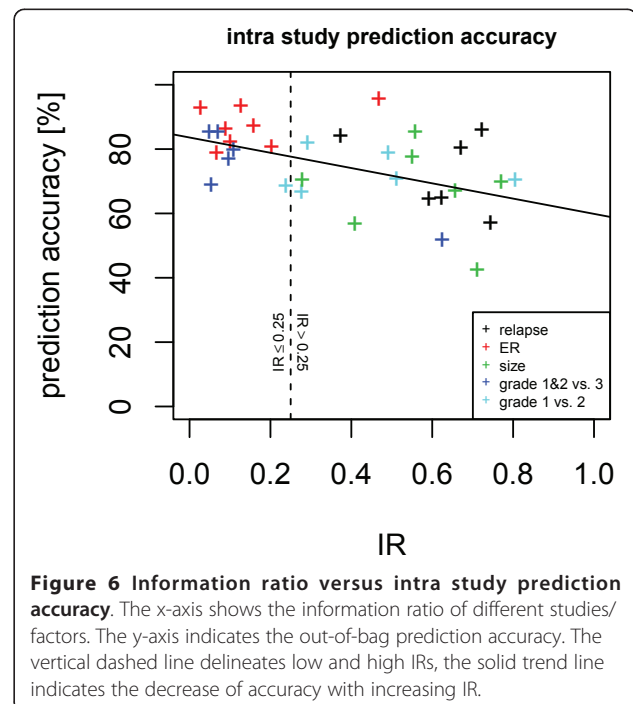 intra study prediction accuracy
prediction accuracy [%]
0 20 40 60 80
IR ≤ 0.25
IR > 0.25
relapse
ER
size
grade 1&2 vs. 3
grade 1 vs. 2
0.0 0.2 0.4 0.6 0.8 1.0
IR
Figure 6 Information ratio versus intra study prediction
accuracy. The x-axis shows the information ratio of different studies/
factors. The y-axis indicates the out-of-bag prediction accuracy. The
vertical dashed line delineates low and high IRs, the solid trend line
indicates the decrease of accuracy with increasing IR.